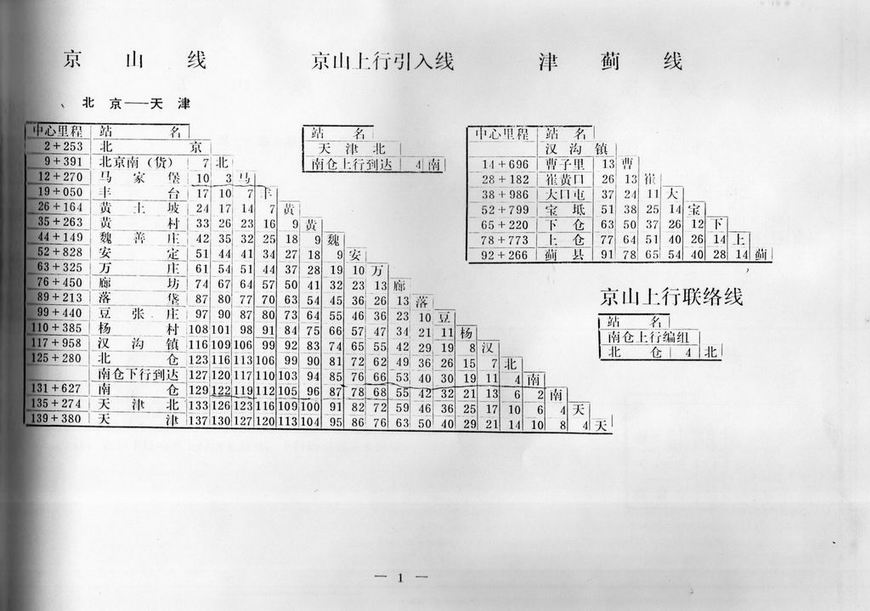 京山线
京山上行引入线
津蓟线
北京——天津
中心里程 站名
2+253 北京
9+391 北京南（货） 7 北
12+270 马家堡 10 3 马
19+050 丰台 17 10 7 丰
26+164 黄土坡 24 17 14 7 黄
35+263 黄村 33 26 23 16 9 黄
44+149 魏善庄 42 35 32 25 18 9 魏
52+828 安定 51 44 41 34 27 18 9 安
63+325 万庄 61 54 51 44 37 28 19 10 万
76+450 廊坊 74 67 64 57 50 41 32 23 13 廊
89+213 落垡 87 80 77 70 63 54 45 36 26 13 落
99+440 豆张庄 97 90 87 80 73 64 55 46 36 23 10 豆
110+385 杨村 108 101 98 91 84 75 66 57 47 34 21 11 杨
117+958 汉沟镇 116 109 106 99 92 83 74 65 55 42 29 19 8 汉
125+280 北仓 123 116 113 106 99 90 81 72 62 49 36 26 15 7 北
南仓下行到达 127 120 117 110 103 94 85 76 66 53 40 30 19 11 4 南
131+627 南仓 129 122 119 112 105 96 87 78 68 55 42 32 21 13 6 2 南
135+274 天津北 133 126 123 116 109 100 91 82 72 59 46 36 25 17 10 6 4 天
139+380 天津 137 130 127 120 113 104 95 86 76 63 50 40 29 21 14 10 8 4 天
站名
天津北
南仓上行到达 4 南
中心里程 站名
汉沟镇
14+696 曹子里 13 曹
28+182 崔黄口 26 13 崔
38+986 大口屯 37 24 11 大
52+799 宝坻 51 38 25 14 宝
65+220 下仓 63 50 37 26 12 下
78+773 上仓 77 64 51 40 26 14 上
92+266 蓟县 91 78 65 54 40 28 14 蓟
京山上行联络线
站名
南仓上行编组
北仓 4 北
— 1 —